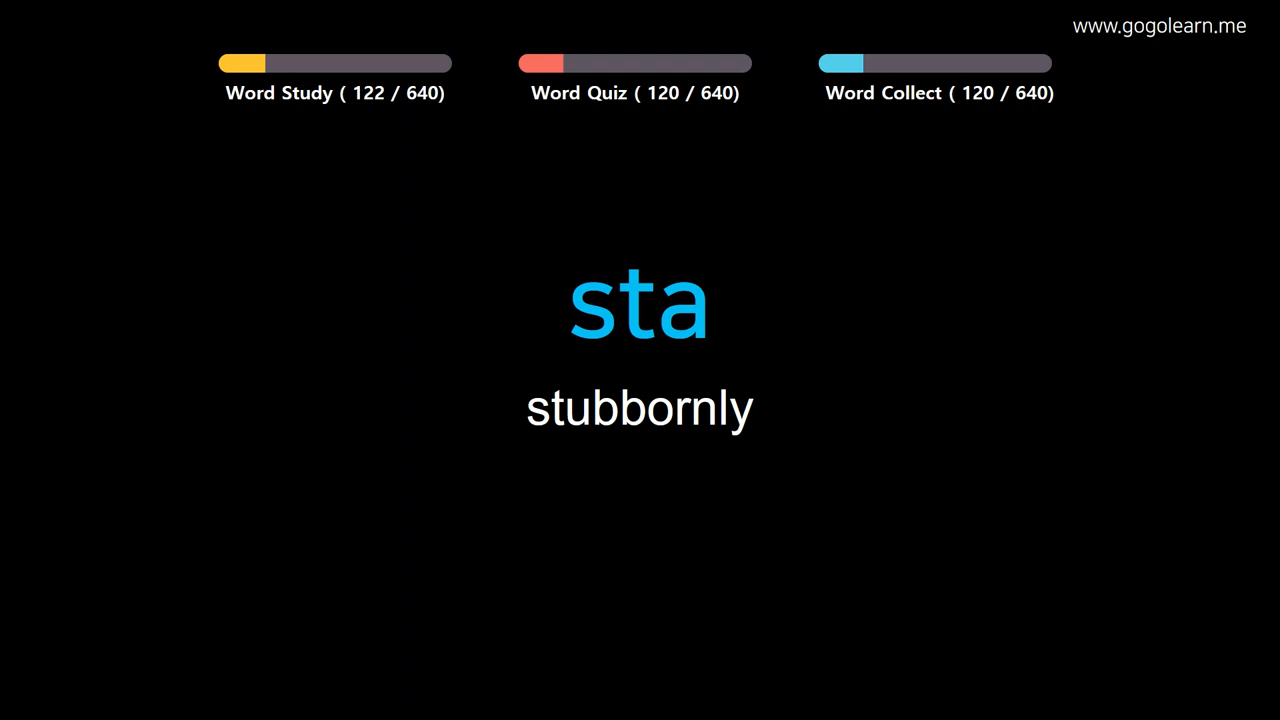 www.gogolearn.me
Word Study ( 122 / 640)
Word Quiz ( 120 / 640)
Word Collect ( 120 / 640)
sta
stubbornly